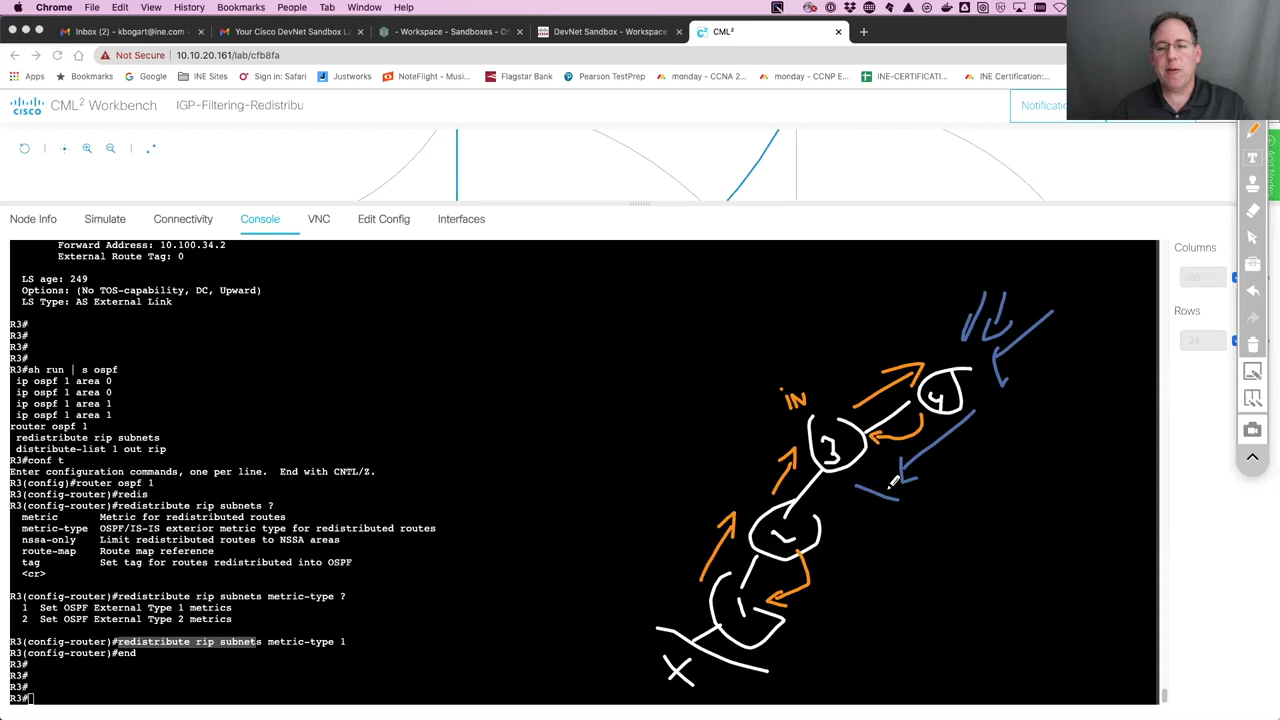 Chrome File Edit View History Bookmarks People Tab Window Help
Inbox (2) - kbogart@ine.com - Your Cisco DevNet Sandbox L - Workspace - Sandboxes - O DevNet Sandbox - Workspace CML²
Not Secure 10.10.20.161/lab/cfb8fa
Apps Bookmarks Google INE Sites Sign in: Safari Justworks NoteFlight - Musi... Flagstar Bank Pearson TestPrep monday - CCNA 2... monday - CCNP E... INE-CERTIFICATI... INE Certification:...
CISCO CML² Workbench IGP-Filtering-Redistribu Notificati
Add Nodes
Node Info Simulate Connectivity Console VNC Edit Config Interfaces
Columns
20
Rows
24
Forward Address: 10.100.34.2
External Route Tag: 0
LS age: 249
Options: (No TOS-capability, DC, Upward)
LS Type: AS External Link
R3#
R3#
R3#
R3#
R3#sh run | s ospf
ip ospf 1 area 0
ip ospf 1 area 0
ip ospf 1 area 1
ip ospf 1 area 1
router ospf 1
redistribute rip subnets
distribute-list 1 out rip
R3#conf t
Enter configuration commands, one per line. End with CNTL/Z.
R3(config)#router ospf 1
R3(config-router)#redis
R3(config-router)#redistribute rip subnets ?
metric Metric for redistributed routes
metric-type OSPF/IS-IS exterior metric type for redistributed routes
nssa-only Limit redistributed routes to NSSA areas
route-map Route map reference
tag Set tag for routes redistributed into OSPF
<cr>
R3(config-router)#redistribute rip subnets metric-type ?
1 Set OSPF External Type 1 metrics
2 Set OSPF External Type 2 metrics
R3(config-router)#redistribute rip subnets metric-type 1
R3(config-router)#end
R3#
R3#
R3#
iN
4
3
2
1
X